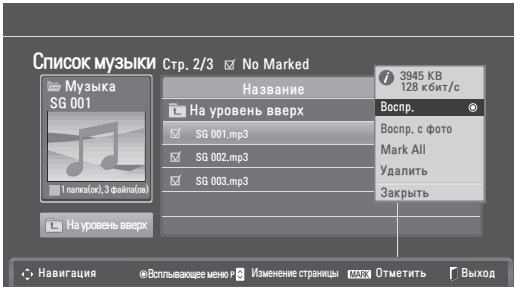 Список музыки Стр. 2/3 No Marked
Музыка
SG 001
1 папка(ок), 3 файла(ов)
На уровень вверх
Название
На уровень вверх
SG 001.mp3
SG 002.mp3
SG 003.mp3
3945 KB
128 кбит/с
Воспр.
Воспр. с фото
Mark All
Удалить
Закрыть
Навигация Всплывающее меню P Изменение страницы MARK Отметить Выход